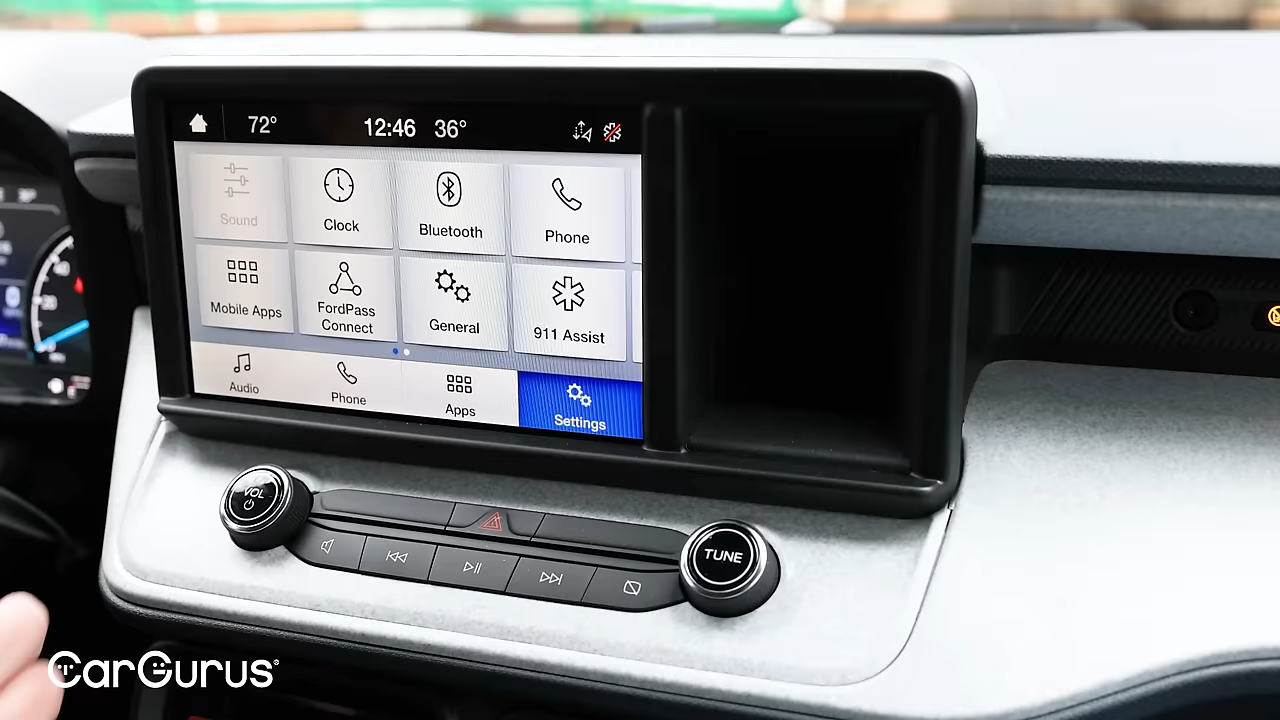 72° 12:46 36°
Sound Clock Bluetooth Phone
Mobile Apps FordPass Connect General 911 Assist
Audio Phone Apps Settings
VOL
TUNE
CarGurus®